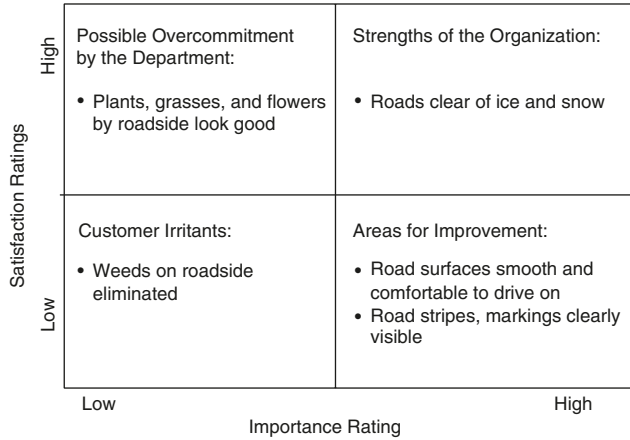 High
Possible Overcommitment
by the Department:
• Plants, grasses, and flowers
by roadside look good
Strengths of the Organization:
• Roads clear of ice and snow
Satisfaction Ratings
Customer Irritants:
• Weeds on roadside
eliminated
Areas for Improvement:
• Road surfaces smooth and
comfortable to drive on
• Road stripes, markings clearly
visible
Low
Low
High
Importance Rating